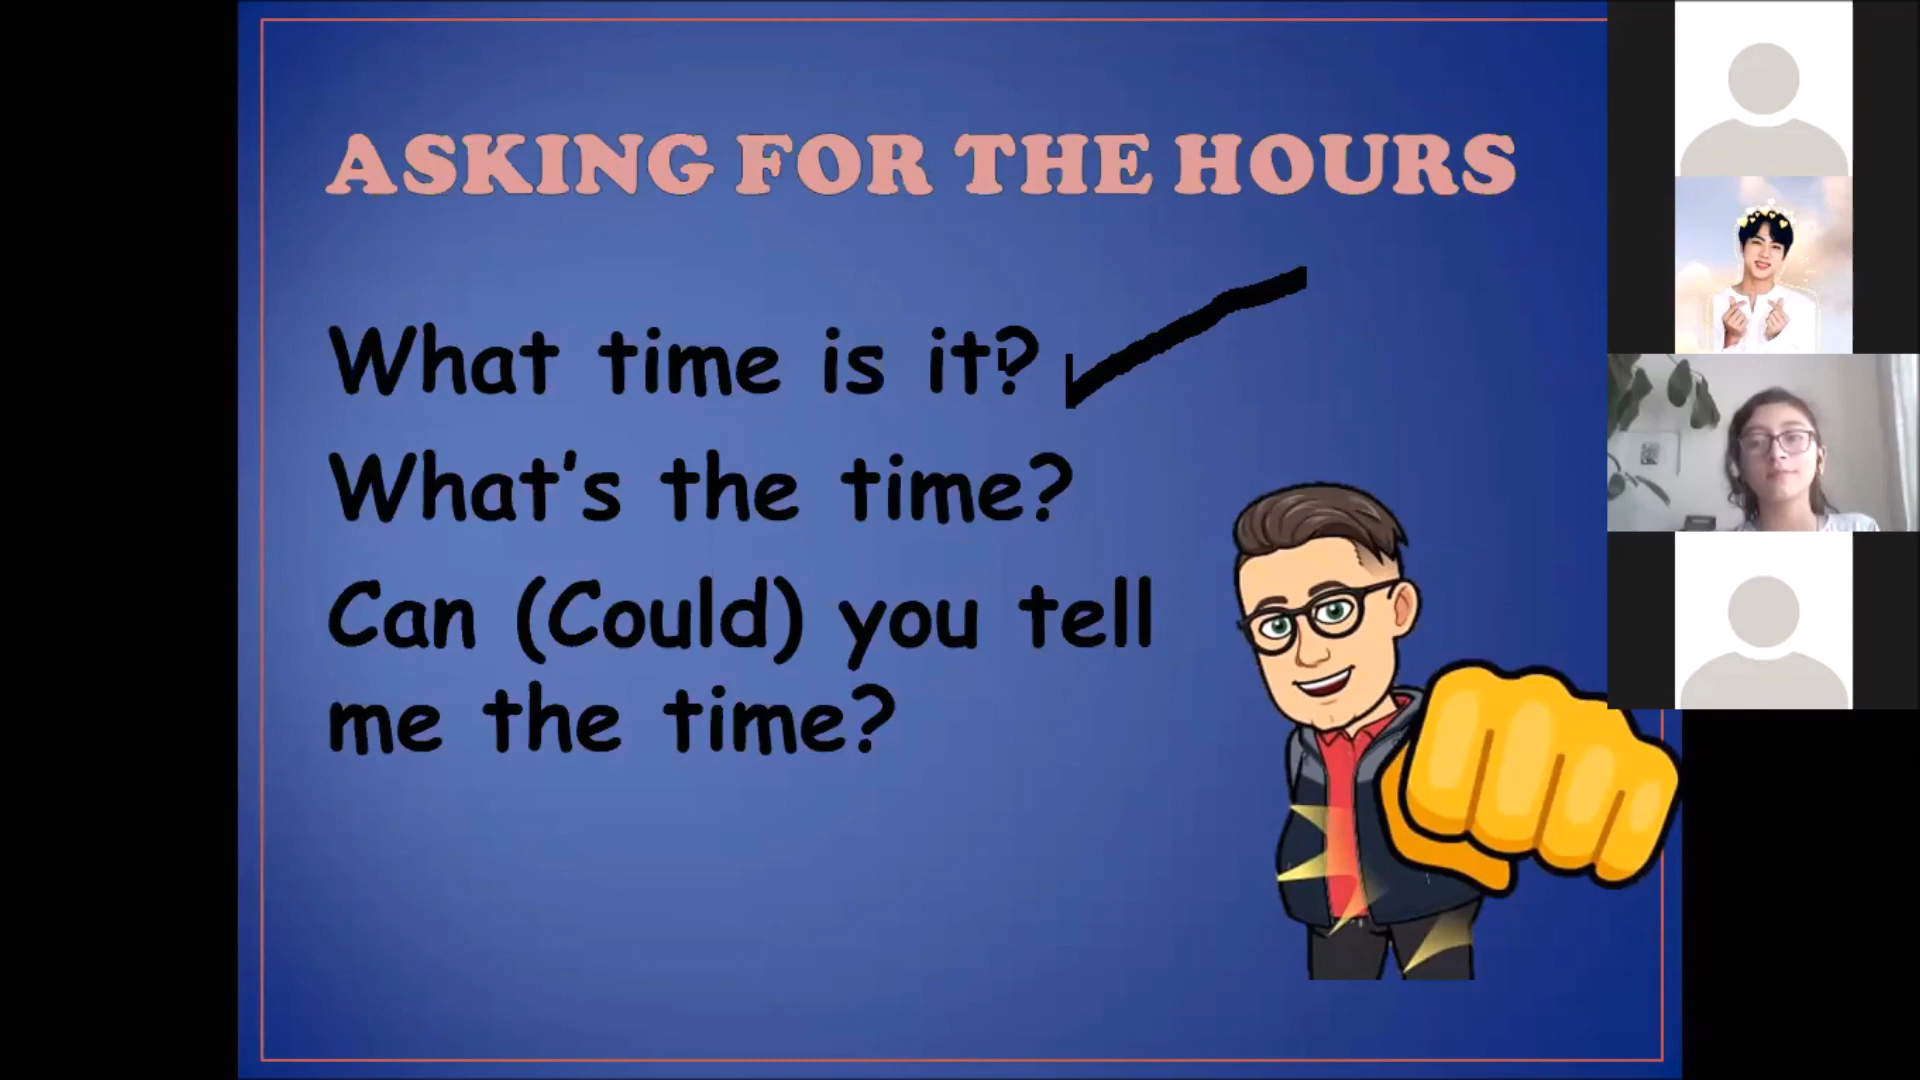 ASKING FOR THE HOURS
What time is it?
What's the time?
Can (Could) you tell
me the time?